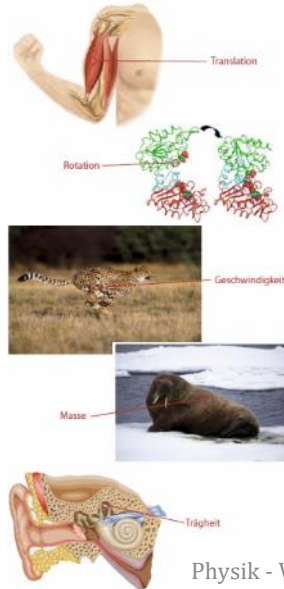 Translation
Rotation
Geschwindigkeit
Masse
Trägheit
Physik - W